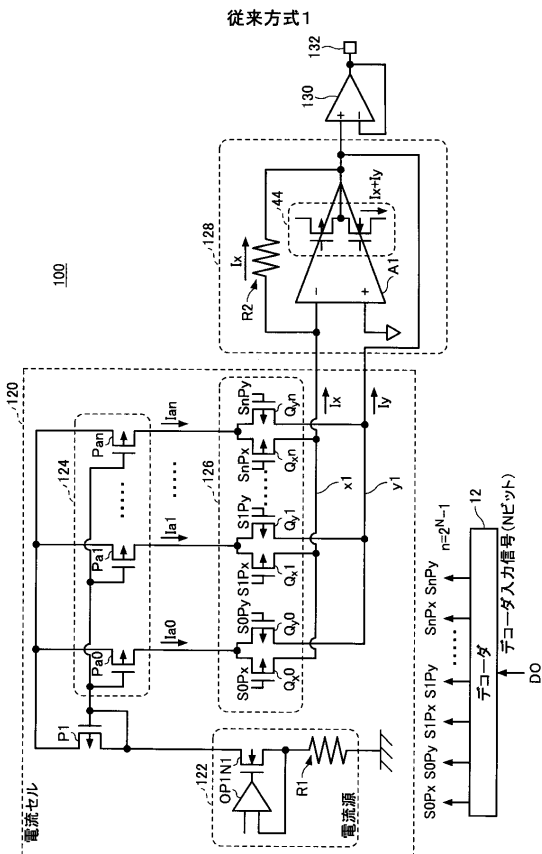 従来方式1
100
120
電流セル
P1
124
Pa0
Pa1
Pan
Ia0
Ia1
Ian
126
S0Px
S0Py
S1Px
S1Py
SnPx
SnPy
Qx0
Qy0
Qx1
Qy1
Qxn
Qyn
122
OP1
N1
R1
電流源
x1
y1
Ix
Iy
128
Ix
R2
44
Ix+Iy
A1
-
+
130
+
-
132
S0Px S0Py S1Px S1Py SnPx SnPy
n=2^N-1
デコーダ
12
デコーダ入力信号(Nビット)
DO